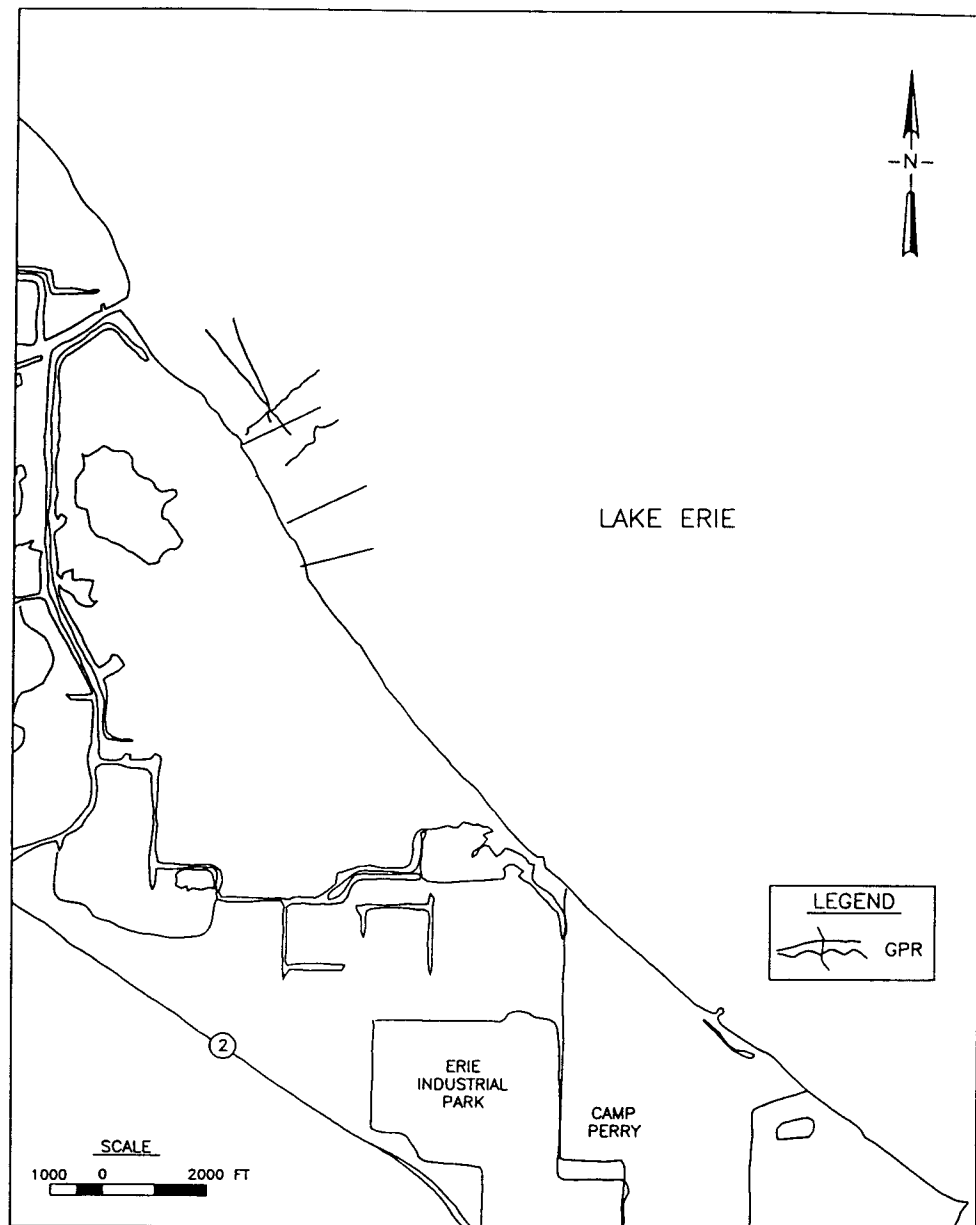 -N-
LAKE ERIE
LEGEND
GPR
2
ERIE
INDUSTRIAL
PARK
CAMP
PERRY
SCALE
1000 0 2000 FT